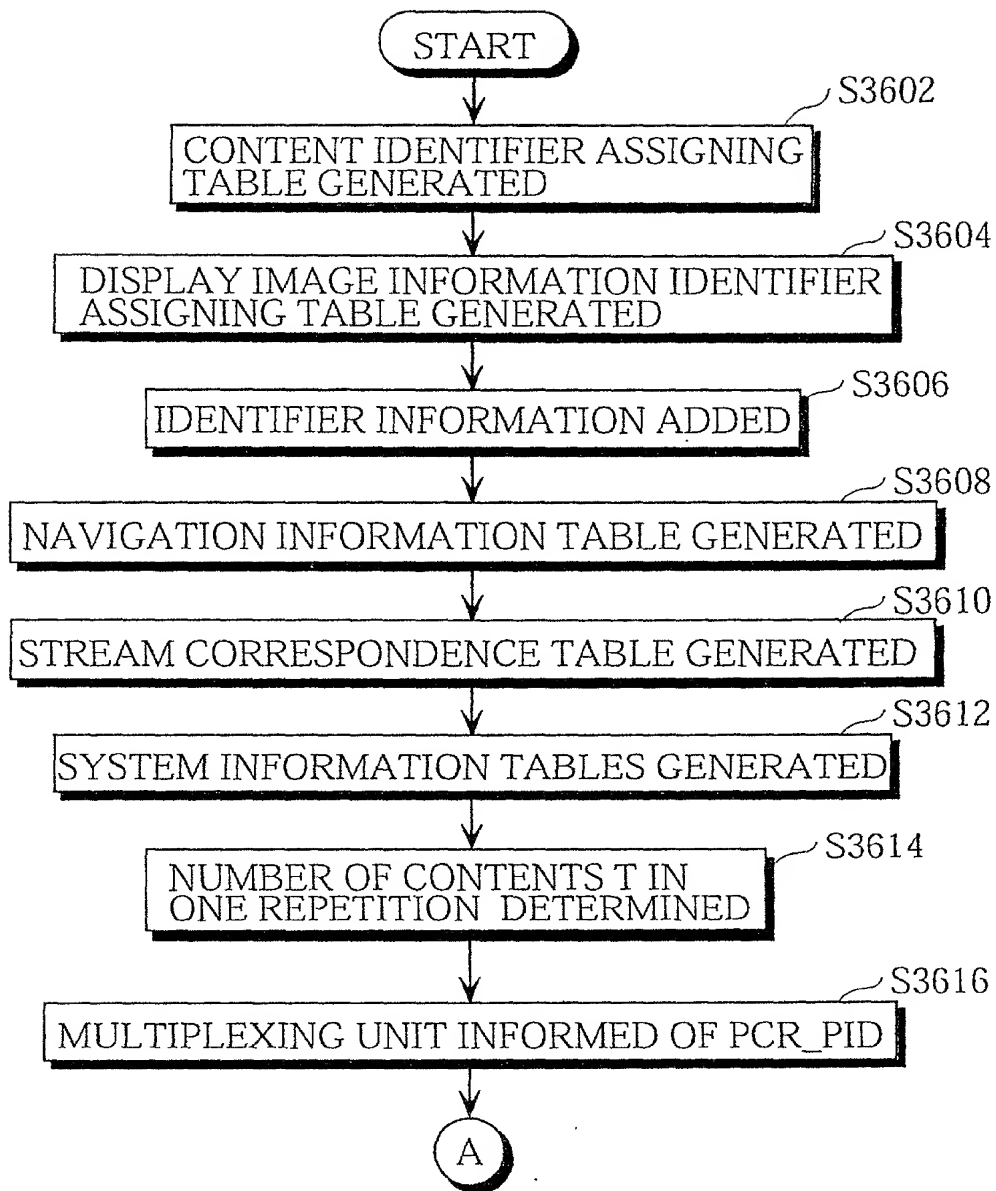 START
S3602
CONTENT IDENTIFIER ASSIGNING
TABLE GENERATED
S3604
DISPLAY IMAGE INFORMATION IDENTIFIER
ASSIGNING TABLE GENERATED
S3606
IDENTIFIER INFORMATION ADDED
S3608
NAVIGATION INFORMATION TABLE GENERATED
S3610
STREAM CORRESPONDENCE TABLE GENERATED
S3612
SYSTEM INFORMATION TABLES GENERATED
S3614
NUMBER OF CONTENTS T IN
ONE REPETITION DETERMINED
S3616
MULTIPLEXING UNIT INFORMED OF PCR_PID
A